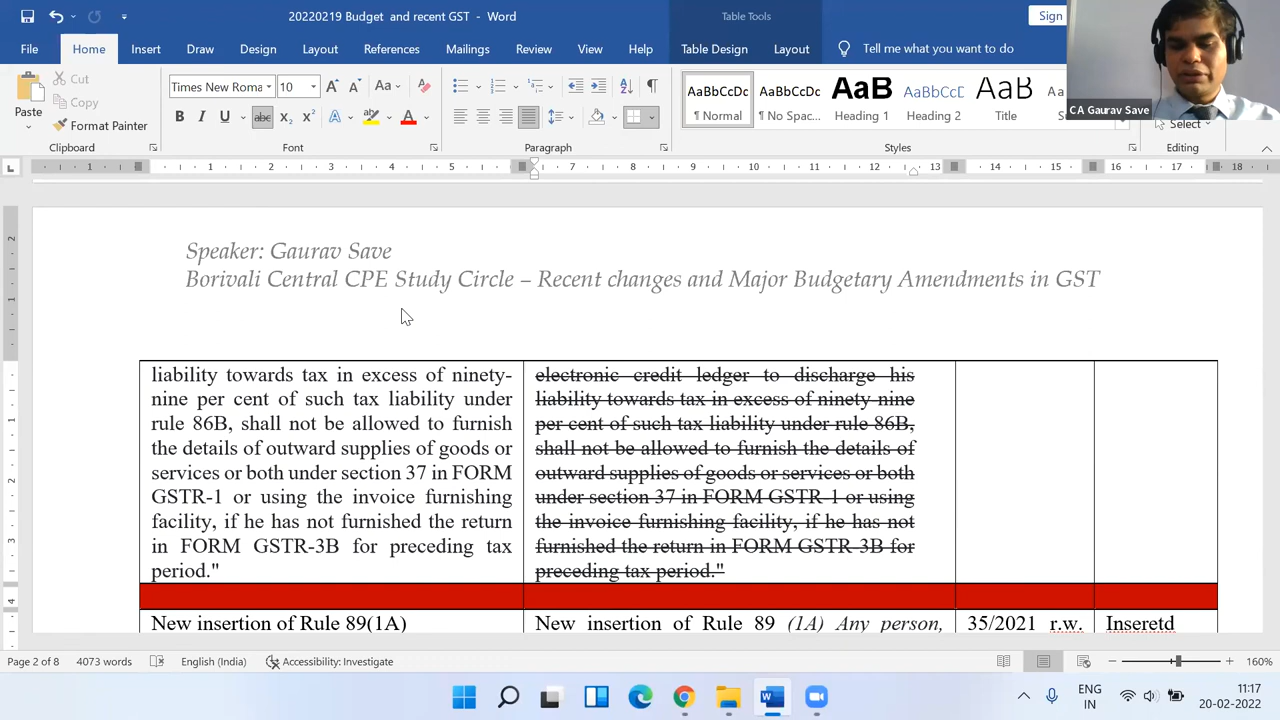 20220219 Budget and recent GST - Word
Table Tools
Sign
File
Home
Insert
Draw
Design
Layout
References
Mailings
Review
View
Help
Table Design
Layout
Tell me what you want to do
Paste
Cut
Copy
Format Painter
Clipboard
Times New Roma
10
Font
Paragraph
AaBbCcDc
¶ Normal
AaBbCcDc
¶ No Spac...
AaB
Heading 1
AaBbCcD
Heading 2
AaB
Title
Styles
Select
Editing
CA Gaurav Save
Speaker: Gaurav Save
Borivali Central CPE Study Circle – Recent changes and Major Budgetary Amendments in GST
liability towards tax in excess of ninety-
nine per cent of such tax liability under
rule 86B, shall not be allowed to furnish
the details of outward supplies of goods or
services or both under section 37 in FORM
GSTR-1 or using the invoice furnishing
facility, if he has not furnished the return
in FORM GSTR-3B for preceding tax
period."
electronic credit ledger to discharge his
liability towards tax in excess of ninety-nine
per cent of such tax liability under rule 86B,
shall not be allowed to furnish the details of
outward supplies of goods or services or both
under section 37 in FORM GSTR-1 or using
the invoice furnishing facility, if he has not
furnished the return in FORM GSTR-3B for
preceding tax period."
New insertion of Rule 89(1A)
New insertion of Rule 89 (1A) Any person,
35/2021 r.w.
Inseretd
Page 2 of 8
4073 words
English (India)
Accessibility: Investigate
160%
ENG
IN
11:17
20-02-2022